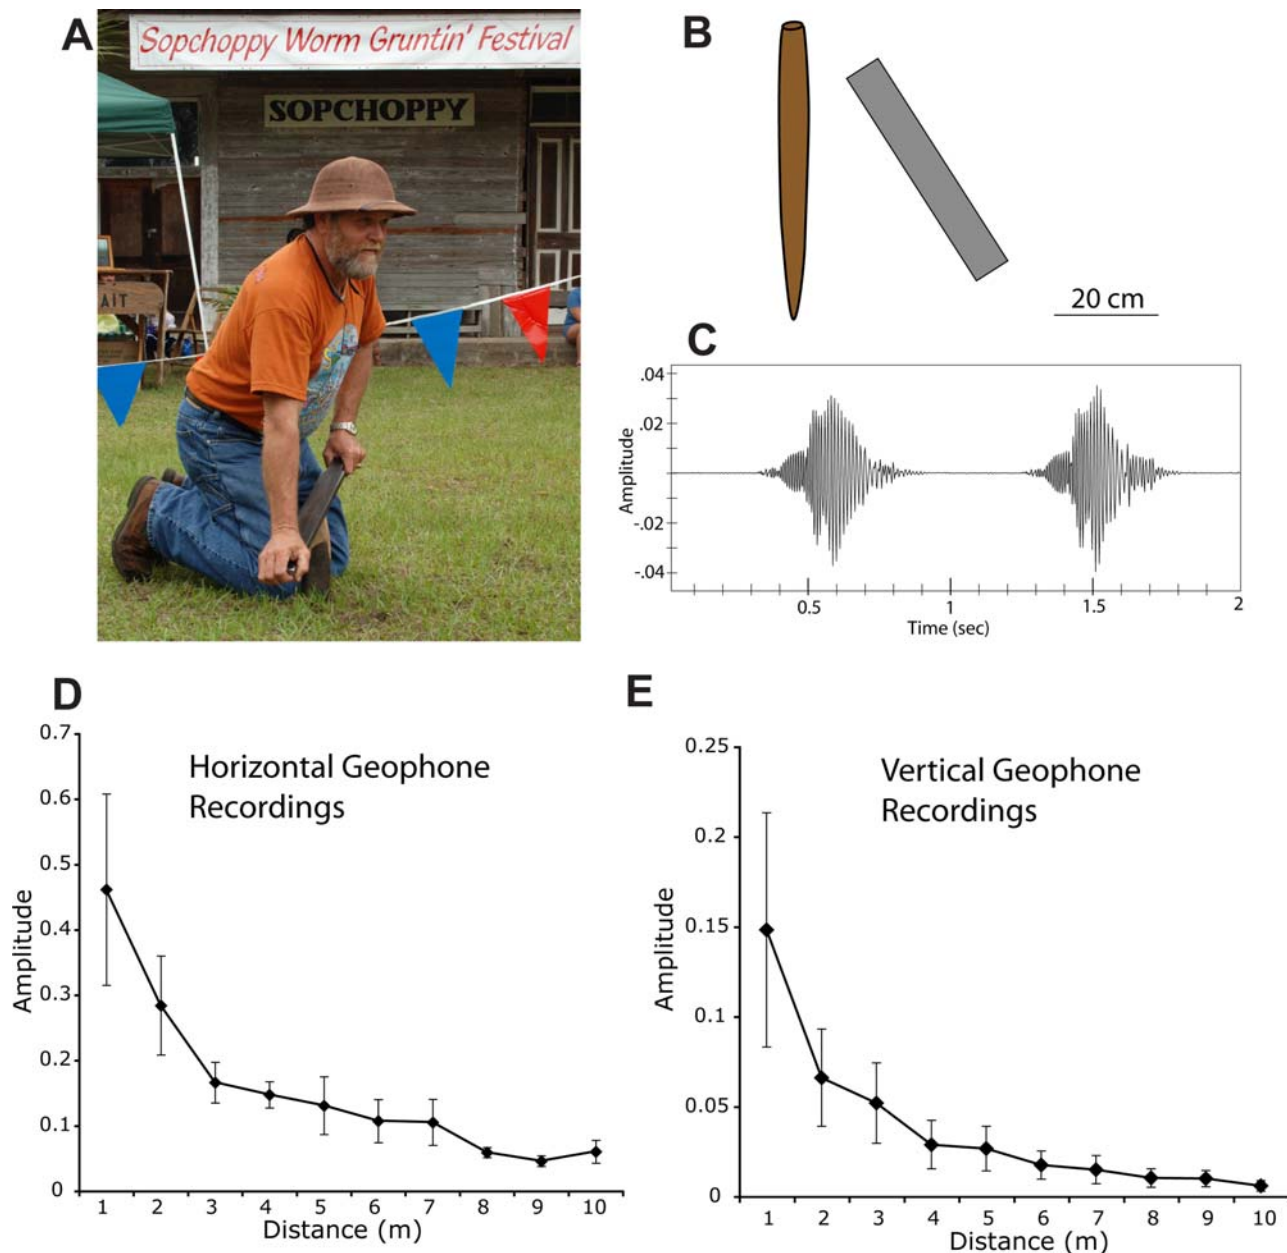 A
Sopchoppy Worm Gruntin' Festival
SOPCHOPPY
AIT
B
20 cm
C
.04
.02
-.02
-.04
Amplitude
0.5
1
1.5
2
Time (sec)
D
Horizontal Geophone
Recordings
0.7
0.6
0.5
0.4
0.3
0.2
0.1
0
Amplitude
1 2 3 4 5 6 7 8 9 10
Distance (m)
E
Vertical Geophone
Recordings
0.25
0.2
0.15
0.1
0.05
0
Amplitude
1 2 3 4 5 6 7 8 9 10
Distance (m)